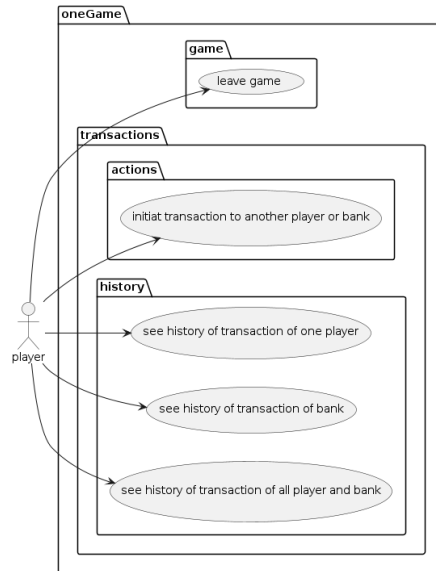 oneGame
game
leave game
transactions
actions
initiat transaction to another player or bank
history
see history of transaction of one player
player
see history of transaction of bank
see history of transaction of all player and bank